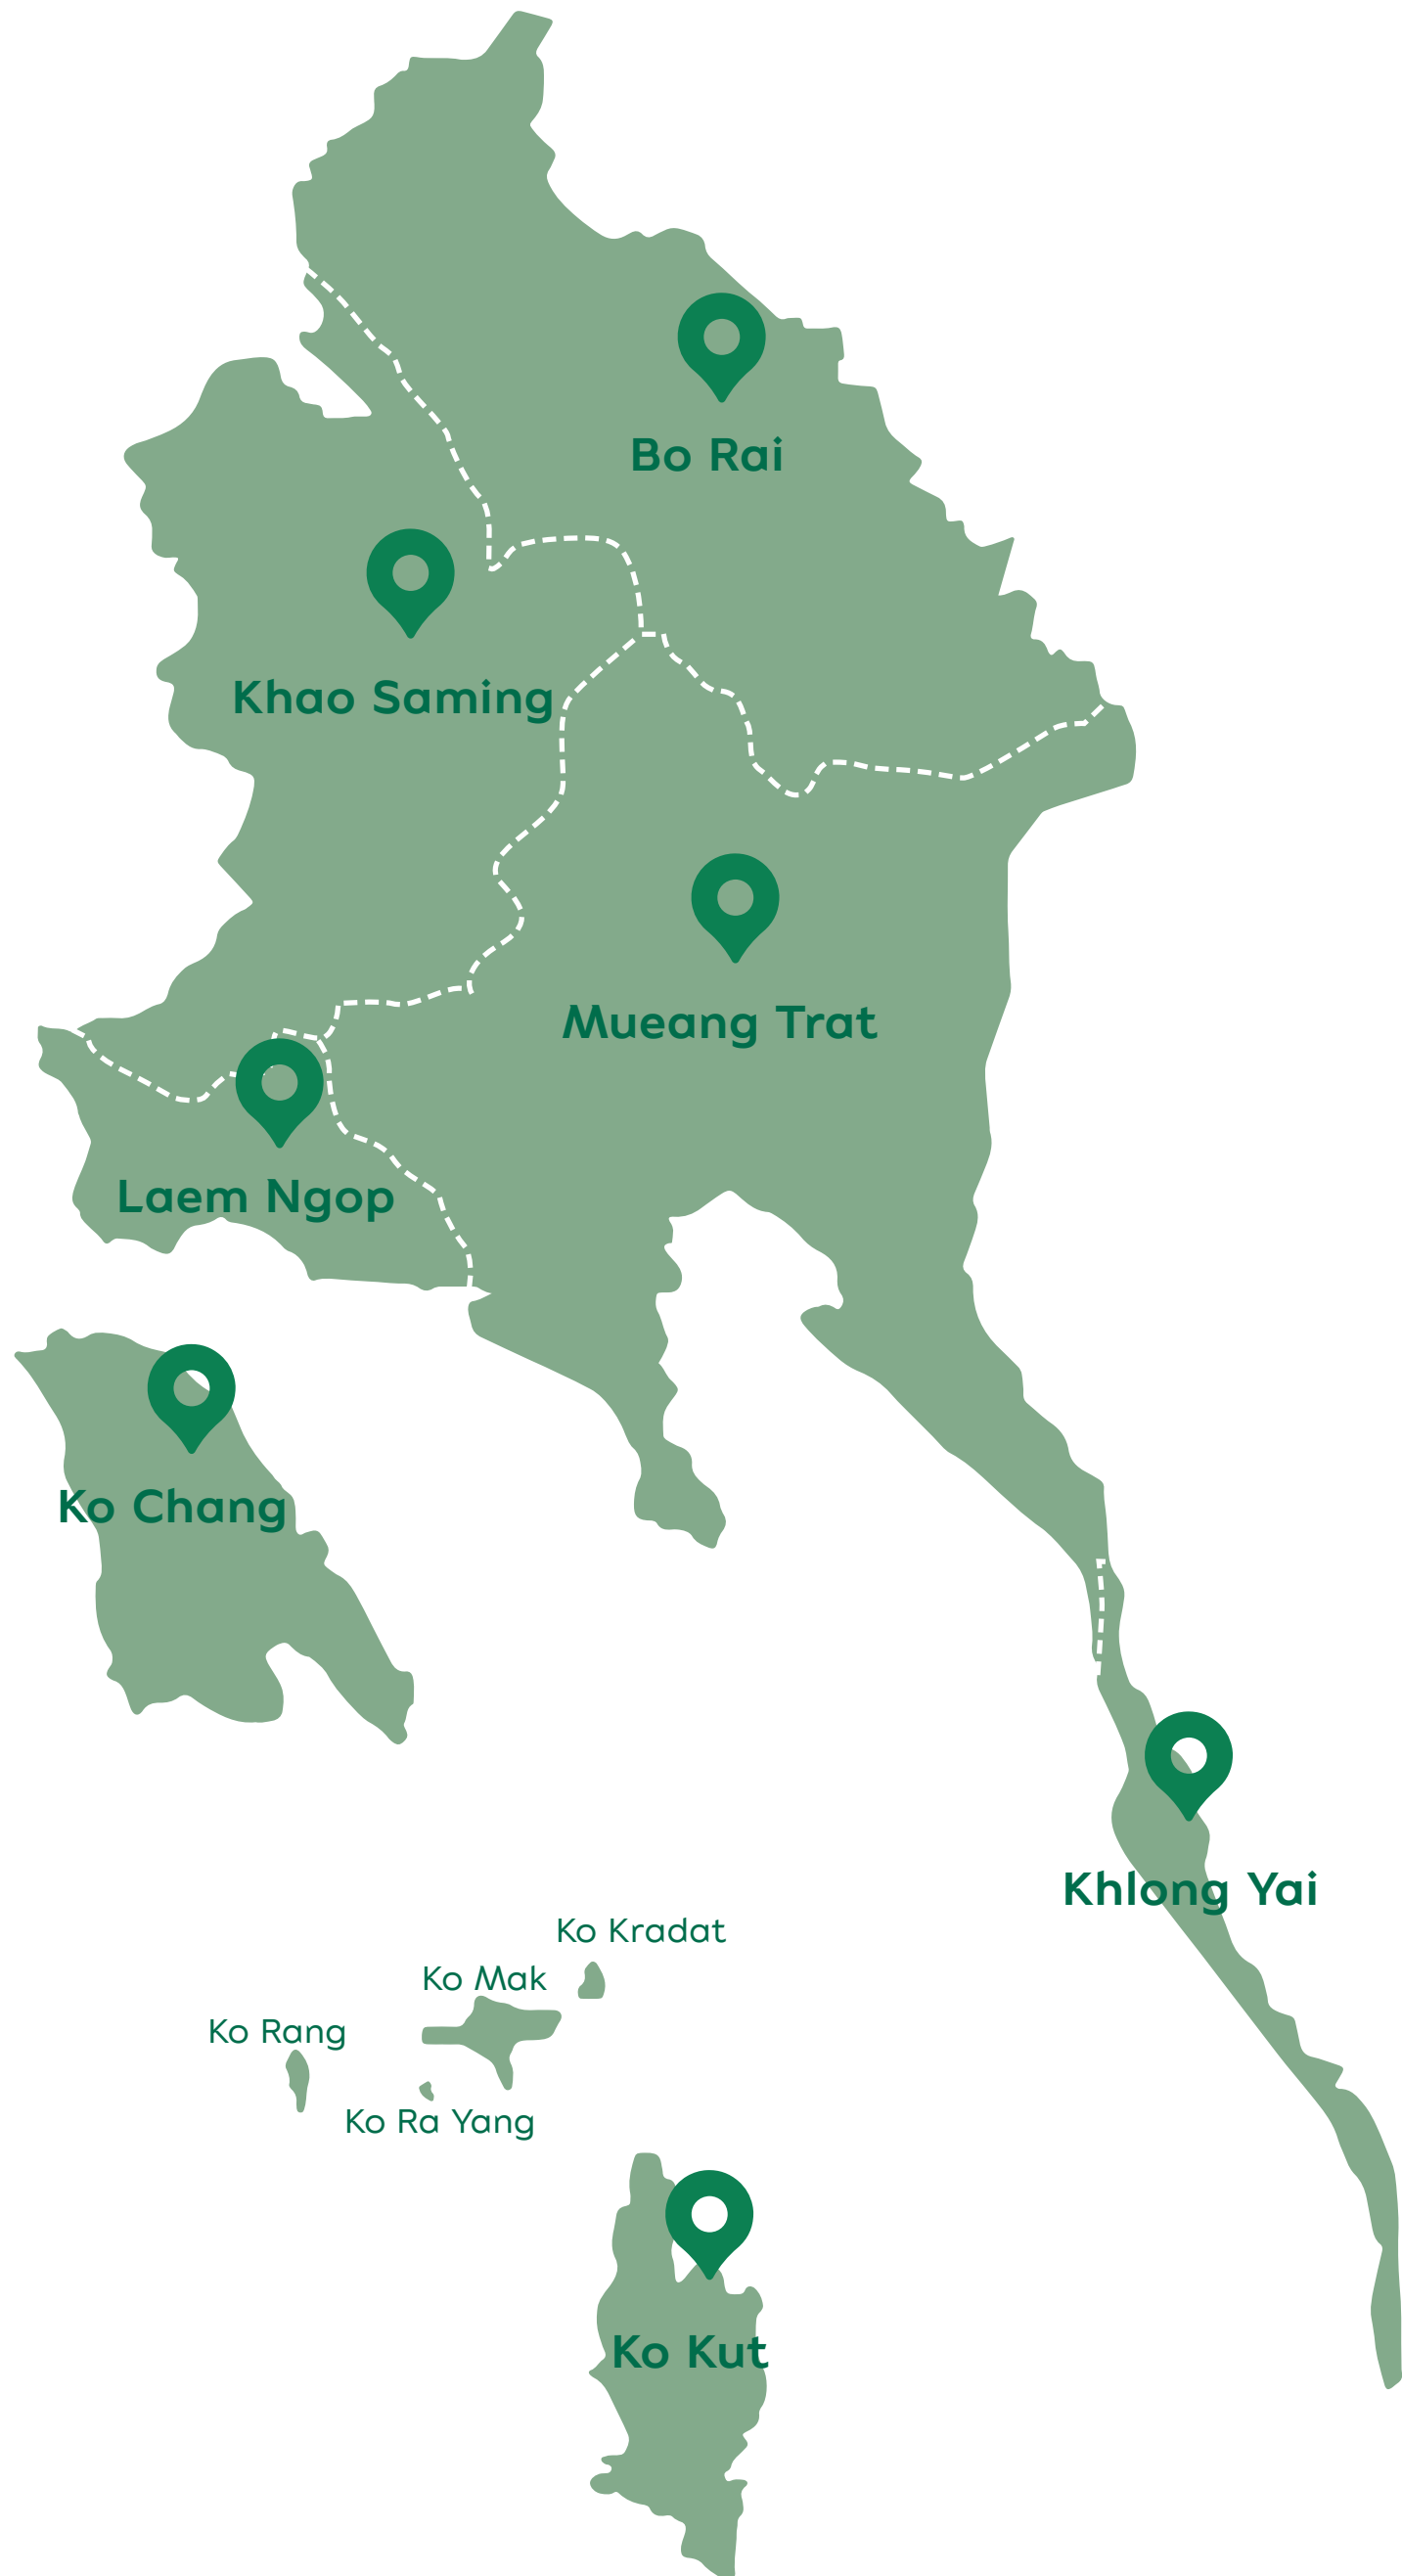 Bo Rai
Khao Saming
Mueang Trat
Laem Ngop
Ko Chang
Khlong Yai
Ko Kradat
Ko Mak
Ko Rang
Ko Ra Yang
Ko Kut